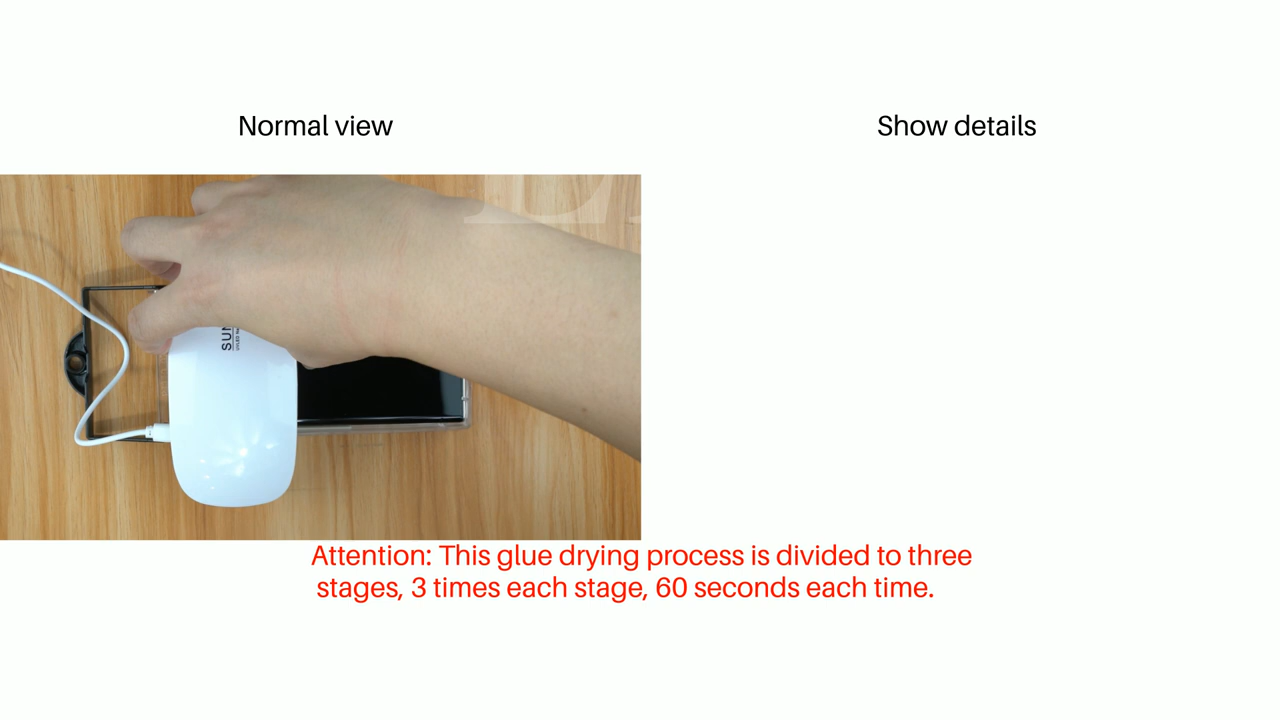 Normal view
Show details
SUN
Attention: This glue drying process is divided to three
stages, 3 times each stage, 60 seconds each time.